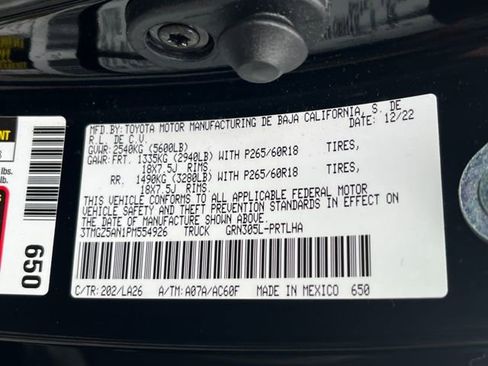 MFD.BY:TOYOTA MOTOR MANUFACTURING DE BAJA CALIFORNIA, S. DE
R.L. DE C.V. DATE: 12/22
GVWR:2540KG (5600LB)
GAWR:FRT. 1335KG (2940LB) WITH P265/60R18 TIRES,
18X7.5J RIMS
RR. 1490KG (3280LB) WITH P265/60R18 TIRES,
18X7.5J RIMS
THIS VEHICLE CONFORMS TO ALL APPLICABLE FEDERAL MOTOR
VEHICLE SAFETY AND THEFT PREVENTION STANDARDS IN EFFECT ON
THE DATE OF MANUFACTURE SHOWN ABOVE.
3TMGZ5AN1PM554926 TRUCK GRN305L-PRTLHA
C/TR:202/LA26 A/TM:A07A/AC60F MADE IN MEXICO 650
lbs.
650